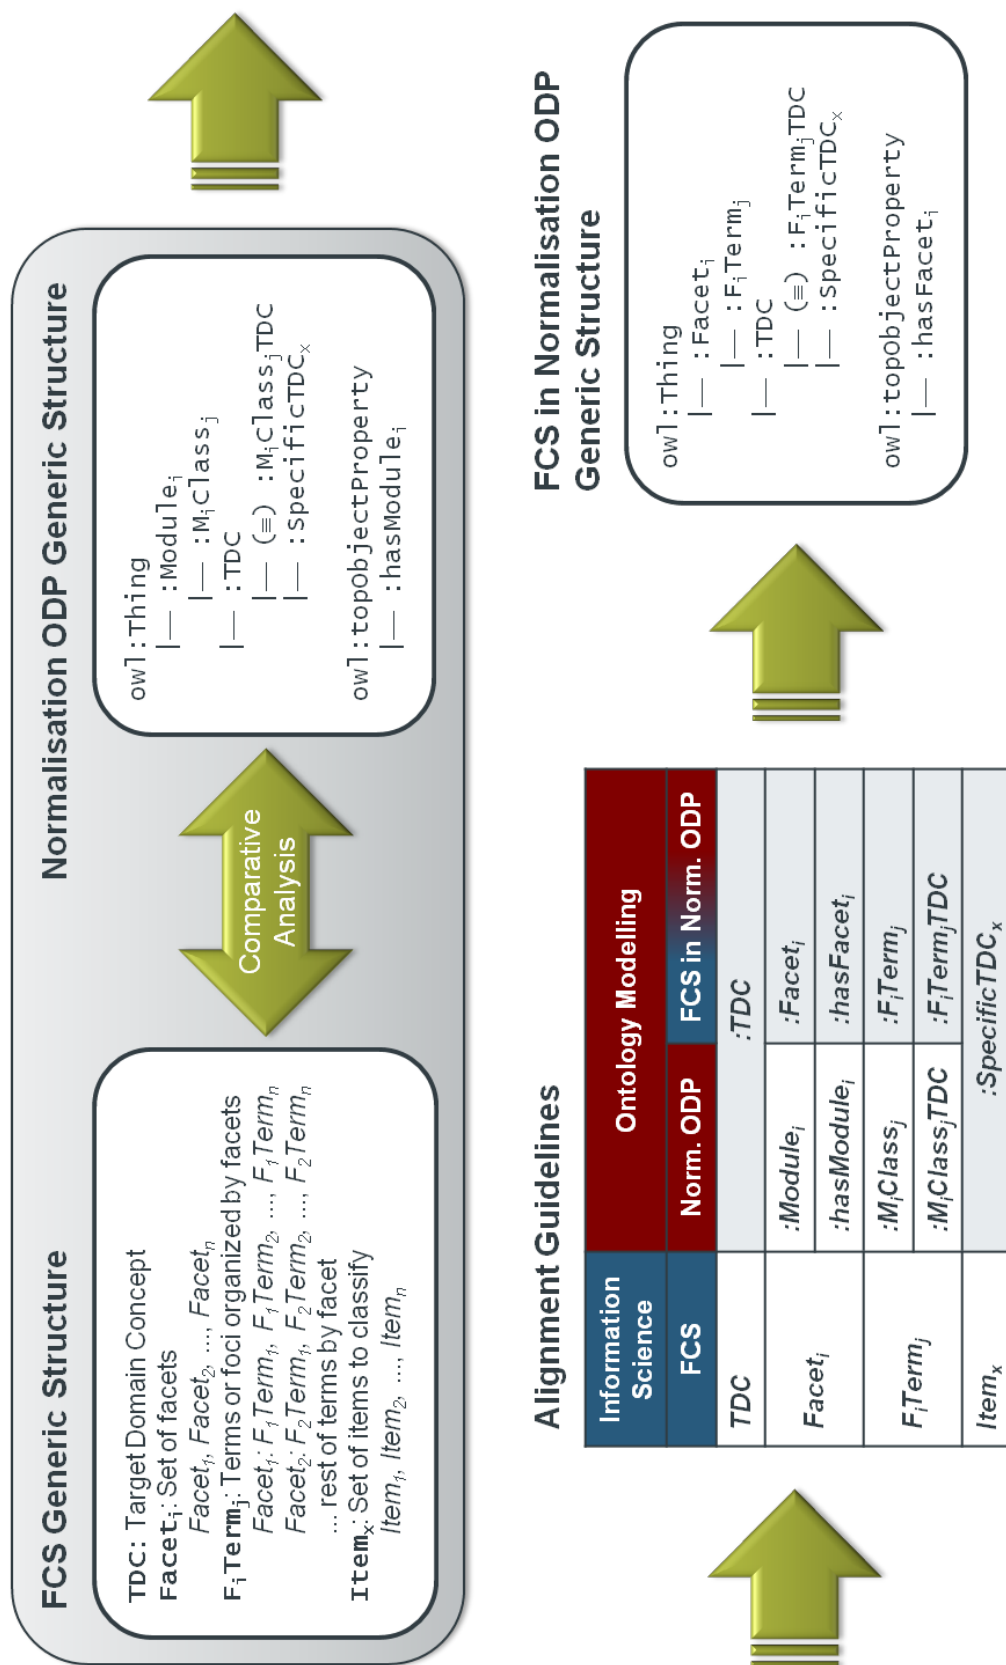 FCS Generic Structure
TDC: Target Domain Concept
Facetᵢ: Set of facets
Facet₁, Facet₂, ..., Facetₙ
FᵢTermⱼ: Terms or foci organized by facets
Facet₁: F₁Term₁, F₁Term₂, ..., F₁Termₙ
Facet₂: F₂Term₁, F₂Term₂, ..., F₂Termₙ
... rest of terms by facet
Itemₓ: Set of items to classify
Item₁, Item₂, ..., Itemₙ
Comparative
Analysis
Normalisation ODP Generic Structure
owl:Thing
|— :Moduleᵢ
|— :MᵢClassⱼ
|— :TDC
|— (≡) :MᵢClassⱼTDC
|— :SpecificTDCₓ
owl:topObjectProperty
|— :hasModuleᵢ
Alignment Guidelines
Information Science Ontology Modelling
FCS Norm. ODP FCS in Norm. ODP
TDC :TDC
Facetᵢ :Moduleᵢ :Facetᵢ
:hasModuleᵢ :hasFacetᵢ
FᵢTermⱼ :MᵢClassⱼ :FᵢTermⱼ
:MᵢClassⱼTDC :FᵢTermⱼTDC
Itemₓ :SpecificTDCₓ
FCS in Normalisation ODP
Generic Structure
owl:Thing
|— :Facetᵢ
|— :FᵢTermⱼ
|— :TDC
|— (≡) :FᵢTermⱼTDC
|— :SpecificTDCₓ
owl:topObjectProperty
|— :hasFacetᵢ